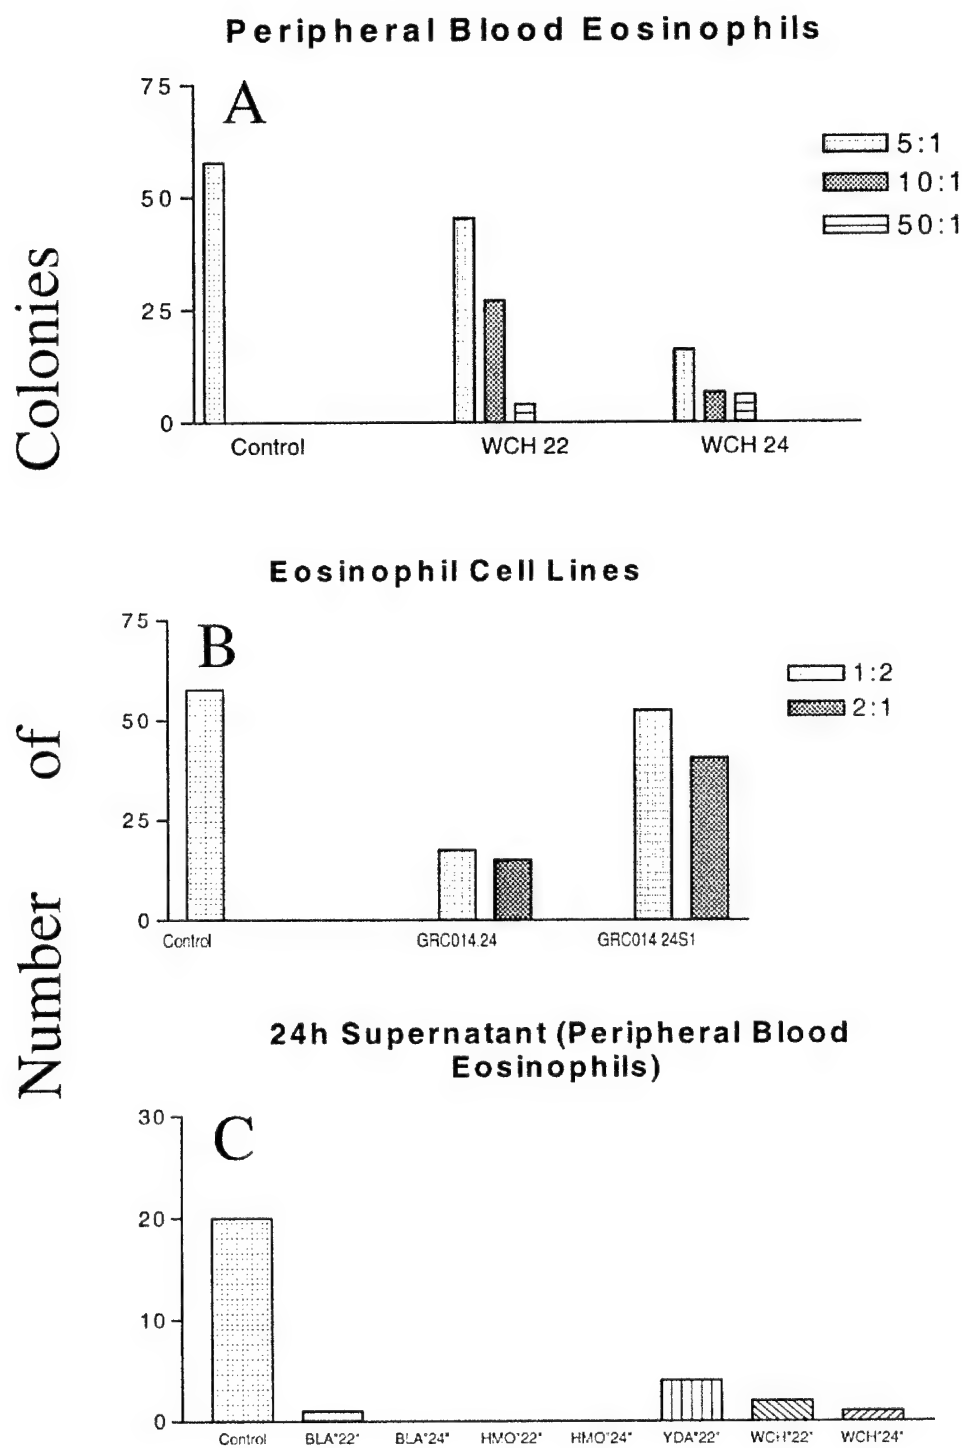 Peripheral Blood Eosinophils
A
75
50
25
0
5:1
10:1
50:1
Control
WCH 22
WCH 24
Number of Colonies
Eosinophil Cell Lines
B
75
50
25
0
1:2
2:1
Control
GRC014.24
GRC014 24S1
24h Supernatant (Peripheral Blood
Eosinophils)
C
30
20
10
0
Control
BLA"22"
BLA"24"
HMO"22"
HMO"24"
YDA"22"
WCH"22"
WCH"24"